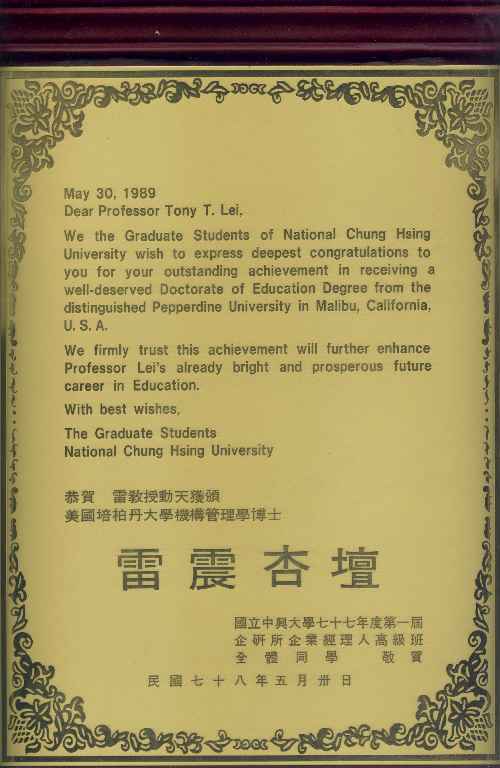 May 30, 1989
Dear Professor Tony T. Lei,
We the Graduate Students of National Chung Hsing
University wish to express deepest congratulations to
you for your outstanding achievement in receiving a
well-deserved Doctorate of Education Degree from the
distinguished Pepperdine University in Malibu, California,
U.S.A.
We firmly trust this achievement will further enhance
Professor Lei's already bright and prosperous future
career in Education.
With best wishes,
The Graduate Students
National Chung Hsing University
恭賀 雷教授動天獲頒
美國培柏丹大學機構管理學博士
雷震杏壇
國立中興大學七十七年度第一屆
企研所企業經理人高級班
全體同學 敬賀
民國七十八年五月卅日